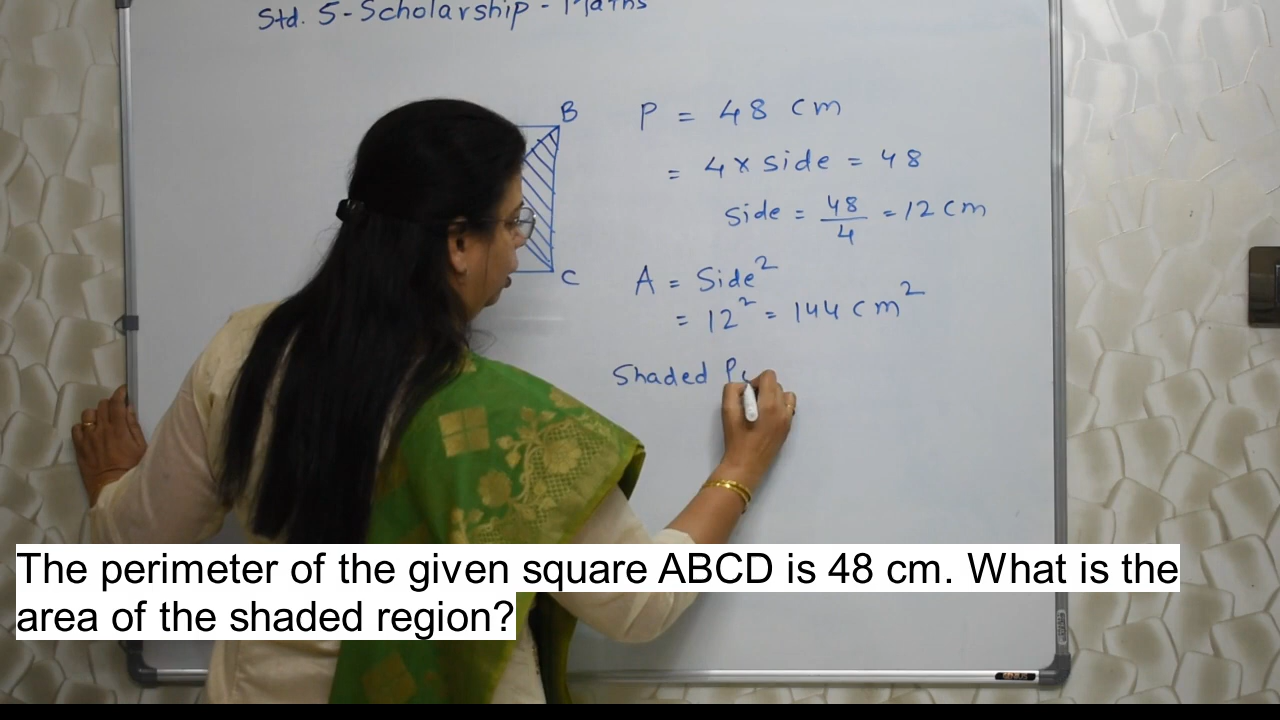 Std. 5 - Scholarship - Maths
B
C
P = 48 cm
= 4 x side = 48
Side = 48/4 = 12 cm
A = Side²
= 12² = 144 cm²
Shaded
The perimeter of the given square ABCD is 48 cm. What is the
area of the shaded region?